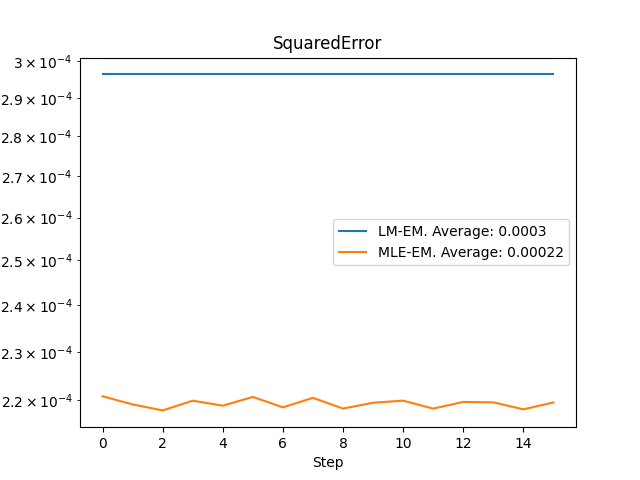 SquaredError
3 × 10⁻⁴
2.9 × 10⁻⁴
2.8 × 10⁻⁴
2.7 × 10⁻⁴
2.6 × 10⁻⁴
2.5 × 10⁻⁴
2.4 × 10⁻⁴
2.3 × 10⁻⁴
2.2 × 10⁻⁴
LM-EM. Average: 0.0003
MLE-EM. Average: 0.00022
0 2 4 6 8 10 12 14
Step